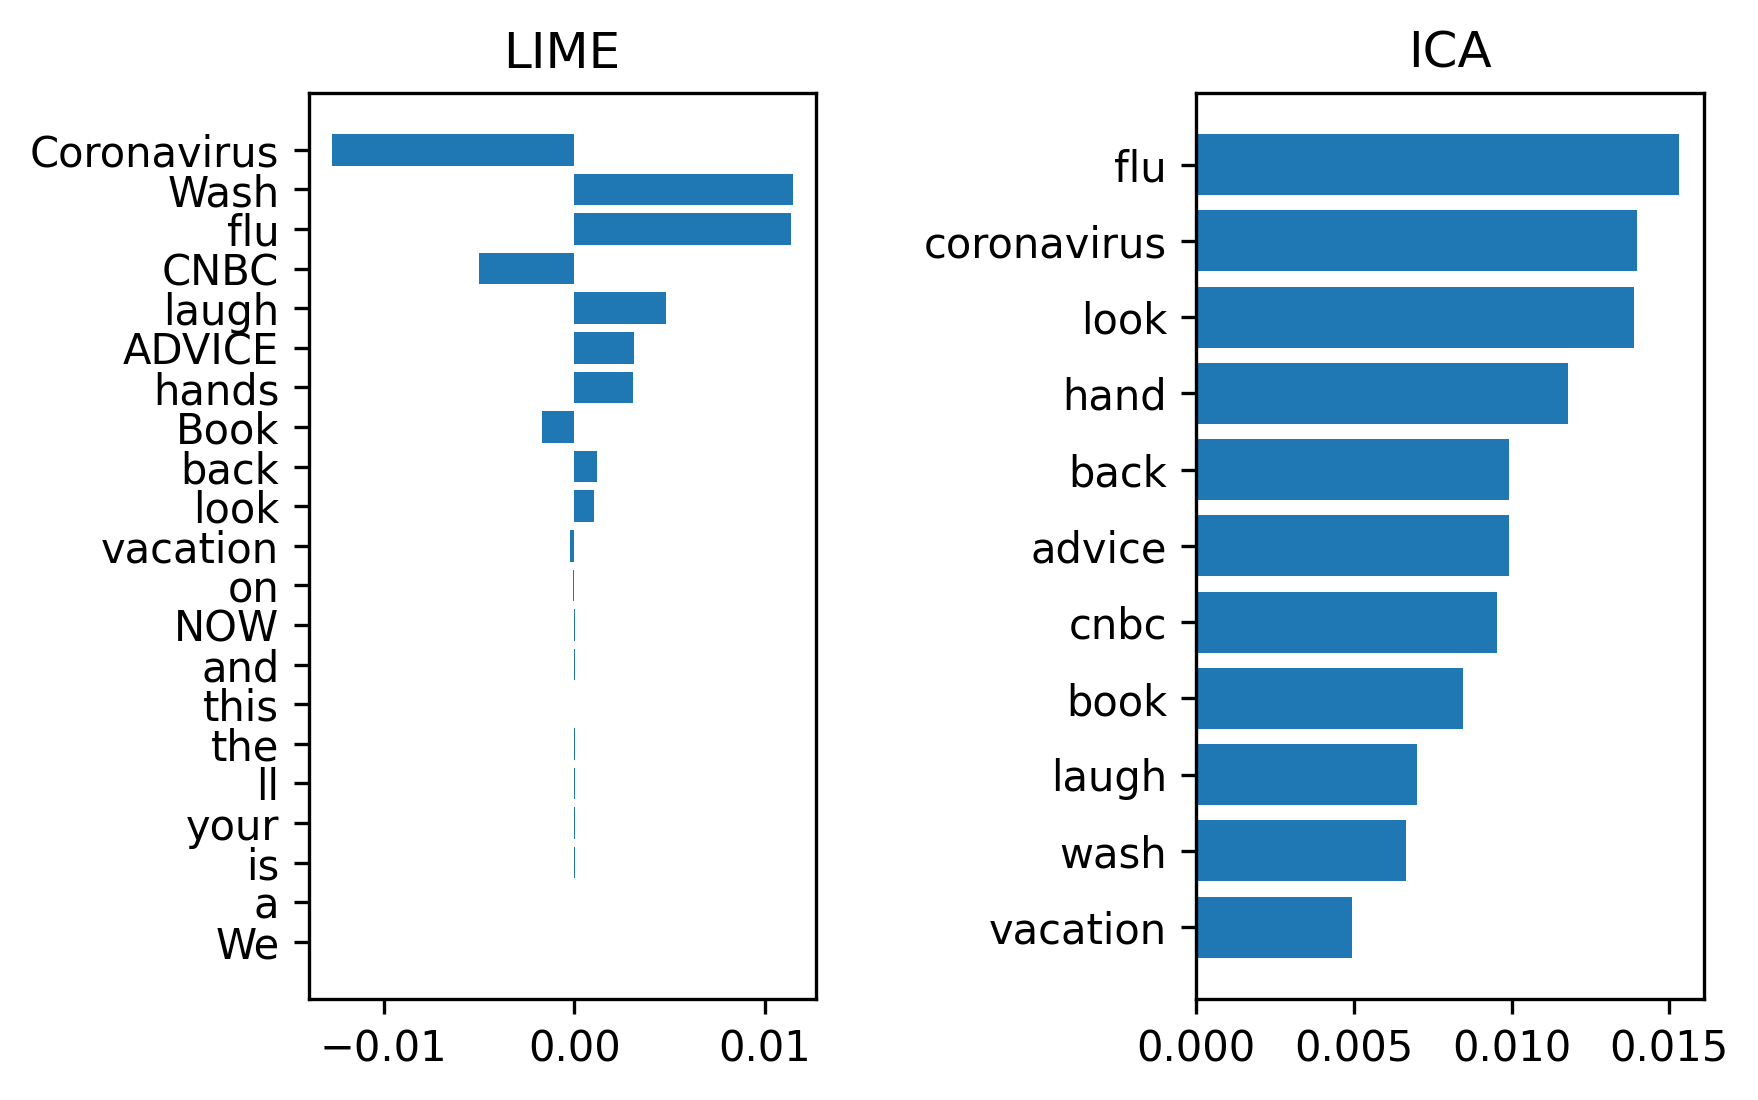 LIME
Coronavirus
Wash
flu
CNBC
laugh
ADVICE
hands
Book
back
look
vacation
on
NOW
and
this
the
ll
your
is
a
We
−0.01 0.00 0.01
ICA
flu
coronavirus
look
hand
back
advice
cnbc
book
laugh
wash
vacation
0.000 0.005 0.010 0.015